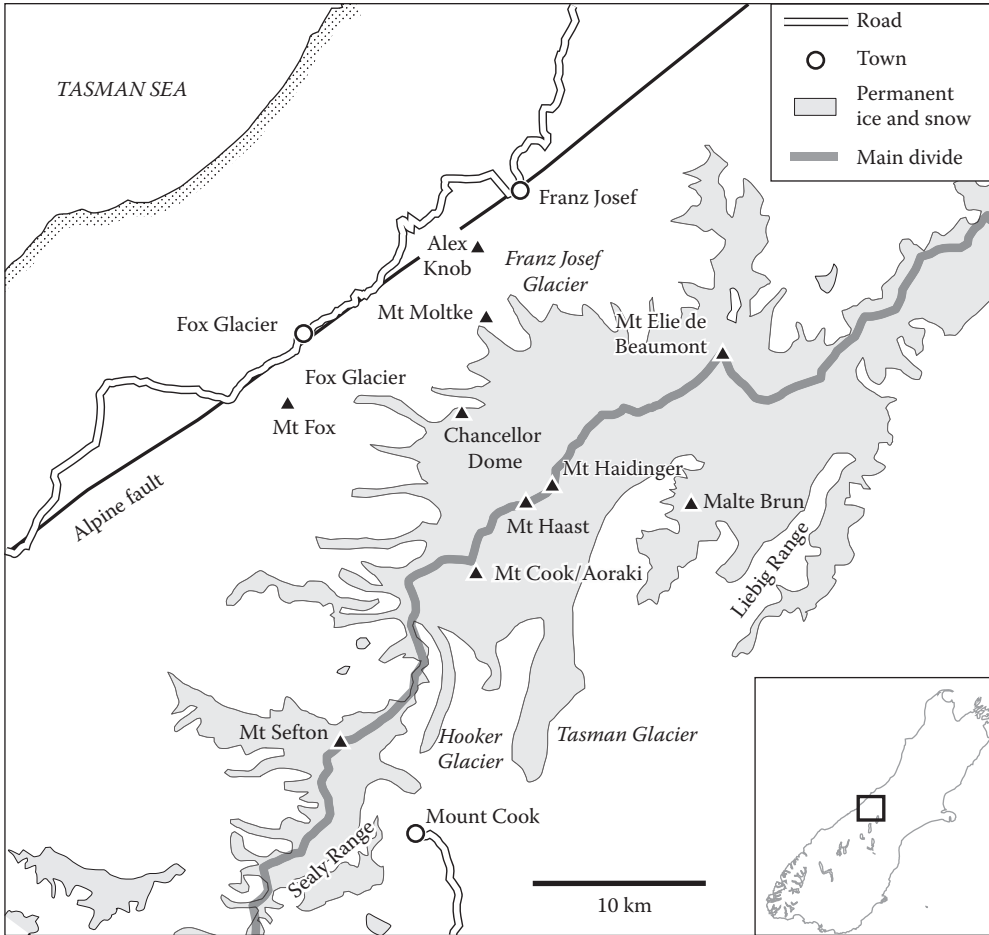 Road
TASMAN SEA
Town
Permanent
ice and snow
Main divide
Franz Josef
Alex
Knob
Franz Josef
Glacier
Mt Moltke
Fox Glacier
Mt Elie de
Beaumont
Fox Glacier
Mt Fox
Chancellor
Dome
Mt Haidinger
Alpine fault
Malte Brun
Mt Haast
Mt Cook/Aoraki
Liebig Range
Mt Sefton
Hooker
Glacier
Tasman Glacier
Mount Cook
Sealy Range
10 km